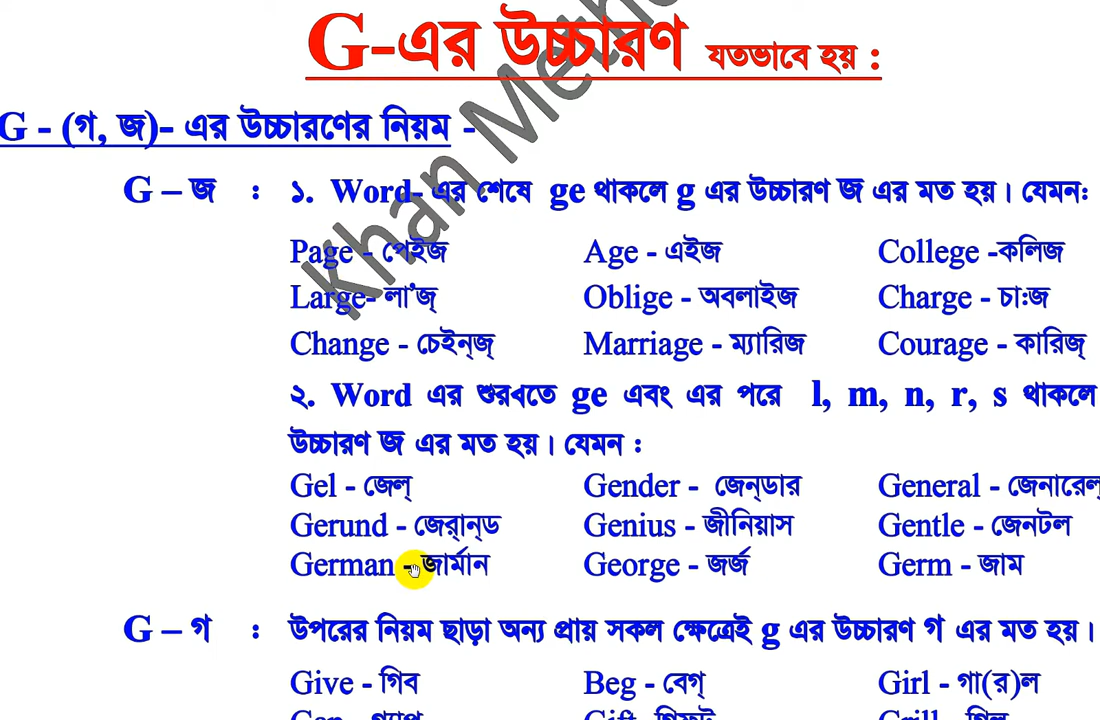 G-এর উচ্চারণ যতভাবে হয় :
G - (গ, জ)- এর উচ্চারণের নিয়ম -
G – জ : ১. Word- এর শেষে ge থাকলে g এর উচ্চারণ জ এর মত হয়। যেমনঃ
Page - পেইজ Age - এইজ College -কলিজ
Large- লা’জ্ Oblige - অবলাইজ Charge - চাঃজ
Change - চেইন্জ্ Marriage - ম্যারিজ Courage - কারিজ্
২. Word এর শুরবতে ge এবং এর পরে l, m, n, r, s থাকলে
উচ্চারণ জ এর মত হয়। যেমন :
Gel - জেল্ Gender - জেন্ডার General - জেনারেল্
Gerund - জের্‌ান্ড Genius - জীনিয়াস Gentle - জেনটল
German - জার্মান George - জর্জ Germ - জাম
G – গ : উপরের নিয়ম ছাড়া অন্য প্রায় সকল ক্ষেত্রেই g এর উচ্চারণ গ এর মত হয়।
Give - গিব Beg - বেগ্ Girl - গা(র)ল
Khan